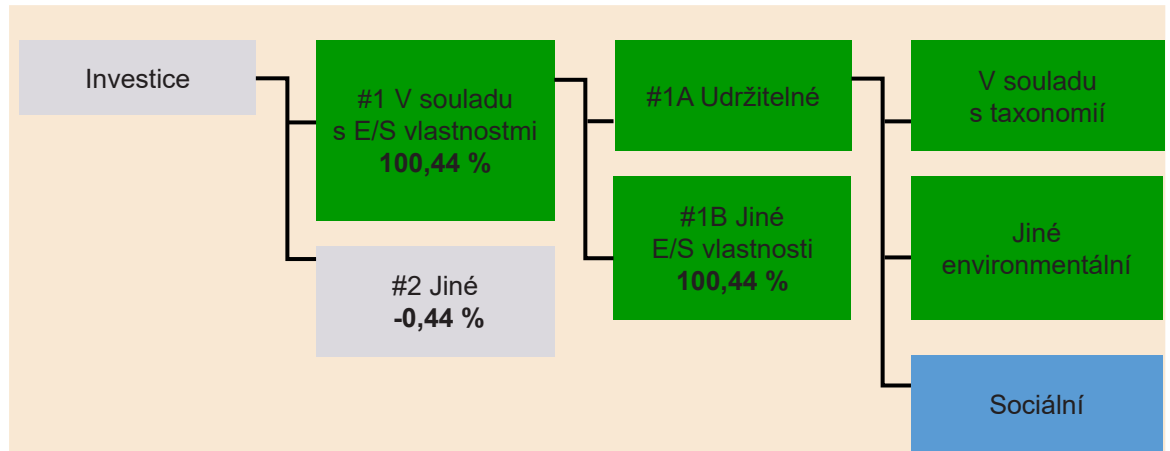 Investice
#1 V souladu
s E/S vlastnostmi
100,44 %
#2 Jiné
-0,44 %
#1A Udržitelné
#1B Jiné
E/S vlastnosti
100,44 %
V souladu
s taxonomií
Jiné
environmentální
Sociální